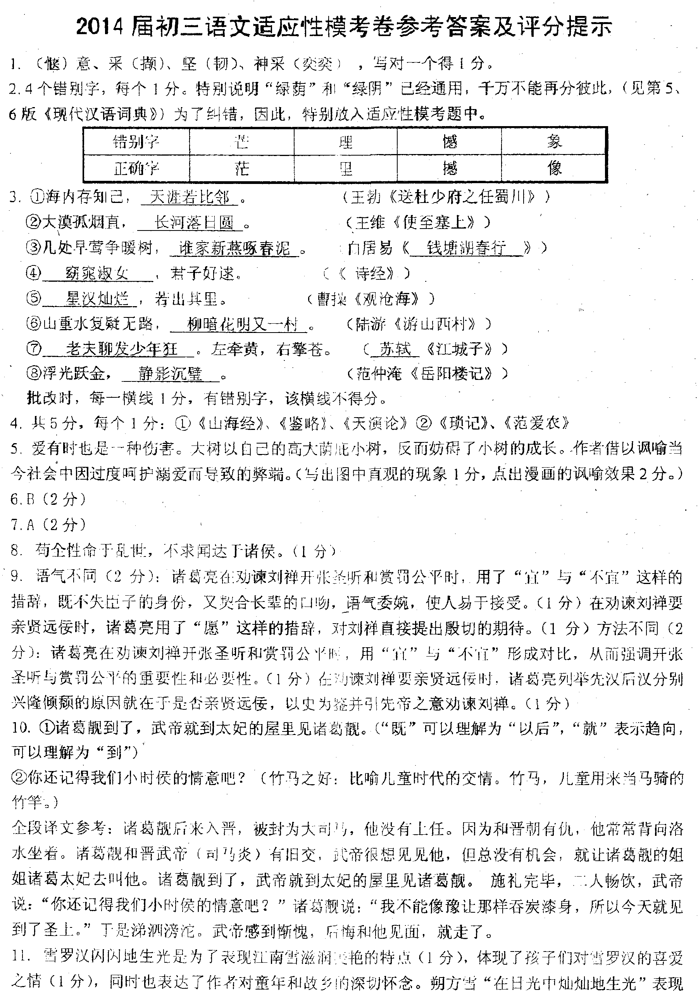 2014 届初三语文适应性模考卷参考答案及评分提示
1. （惬）意、采（撷）、坚（韧）、神采（奕奕），写对一个得 1 分。
2. 4 个错别字，每个 1 分。特别说明“绿荫”和“绿阴”已经通用，千万不能再分彼此，（见第 5、
6 版《现代汉语词典》）为了纠错，因此，特别放入适应性模考题中。
错别字 芒 理 憾 象
正确字 茫 里 撼 像
3. ①海内存知己， 天涯若比邻 。 （王勃《送杜少府之任蜀川》）
②大漠孤烟直， 长河落日圆 。 （王维《使至塞上》）
③几处早莺争暖树， 谁家新燕啄春泥 。 白居易《 钱塘湖春行 》）
④ 窈窕淑女 ，君子好逑。 （《 诗经》）
⑤ 星汉灿烂 ，若出其里。 （曹操《观沧海》）
⑥山重水复疑无路， 柳暗花明又一村 。 （陆游《游山西村》）
⑦ 老夫聊发少年狂 。左牵黄，右擎苍。 （ 苏轼 《江城子》）
⑧浮光跃金， 静影沉璧 。 （范仲淹《岳阳楼记》）
批改时，每一横线 1 分，有错别字，该横线不得分。
4. 共 5 分，每个 1 分：①《山海经》、《鉴略》、《天演论》②《琐记》、《范爱农》
5. 爱有时也是一种伤害。大树以自己的高大荫庇小树，反而妨碍了小树的成长。作者借以讽喻当
今社会中因过度呵护溺爱而导致的弊端。（写出图中直观的现象 1 分，点出漫画的讽喻效果 2 分。）
6. B（2 分）
7. A（2 分）
8. 苟全性命于乱世，不求闻达于诸侯。（1 分）
9. 语气不同（2 分）：诸葛亮在劝谏刘禅开张圣听和赏罚公平时，用了“宜”与“不宜”这样的
措辞，既不失臣子的身份，又契合长辈的口吻，语气委婉，使人易于接受。（1 分）在劝谏刘禅要
亲贤远佞时，诸葛亮用了“愿”这样的措辞，对刘禅直接提出殷切的期待。（1 分）方法不同（2
分）：诸葛亮在劝谏刘禅开张圣听和赏罚公平时，用“宜”与“不宜”形成对比，从而强调开张
圣听与赏罚公平的重要性和必要性。（1 分）在劝谏刘禅要亲贤远佞时，诸葛亮列举先汉后汉分别
兴隆倾颓的原因就在于是否亲贤远佞，以史为鉴并引先帝之意劝谏刘禅。（1 分）
10. ①诸葛靓到了，武帝就到太妃的屋里见诸葛靓。（“既”可以理解为“以后”，“就”表示趋向，
可以理解为“到”）
②你还记得我们小时侯的情意吧？（竹马之好：比喻儿童时代的交情。竹马，儿童用来当马骑的
竹竿。）
全段译文参考：诸葛靓后来入晋，被封为大司马，他没有上任。因为和晋朝有仇，他常常背向洛
水坐着。诸葛靓和晋武帝（司马炎）有旧交，武帝很想见见他，但总没有机会，就让诸葛靓的姐
姐诸葛太妃去叫他。诸葛靓到了，武帝就到太妃的屋里见诸葛靓。 施礼完毕，二人畅饮，武帝
说：“你还记得我们小时侯的情意吧？”诸葛靓说：“我不能像豫让那样吞炭漆身，所以今天就见
到了圣上。”于是涕泗滂沱。武帝感到惭愧，后悔和他见面，就走了。
11. 雪罗汉闪闪地生光是为了表现江南雪滋润美艳的特点（1 分），体现了孩子们对雪罗汉的喜爱
之情（1 分），同时也表达了作者对童年和故乡的深切怀念。朔方雪“在日光中灿灿地生光”表现